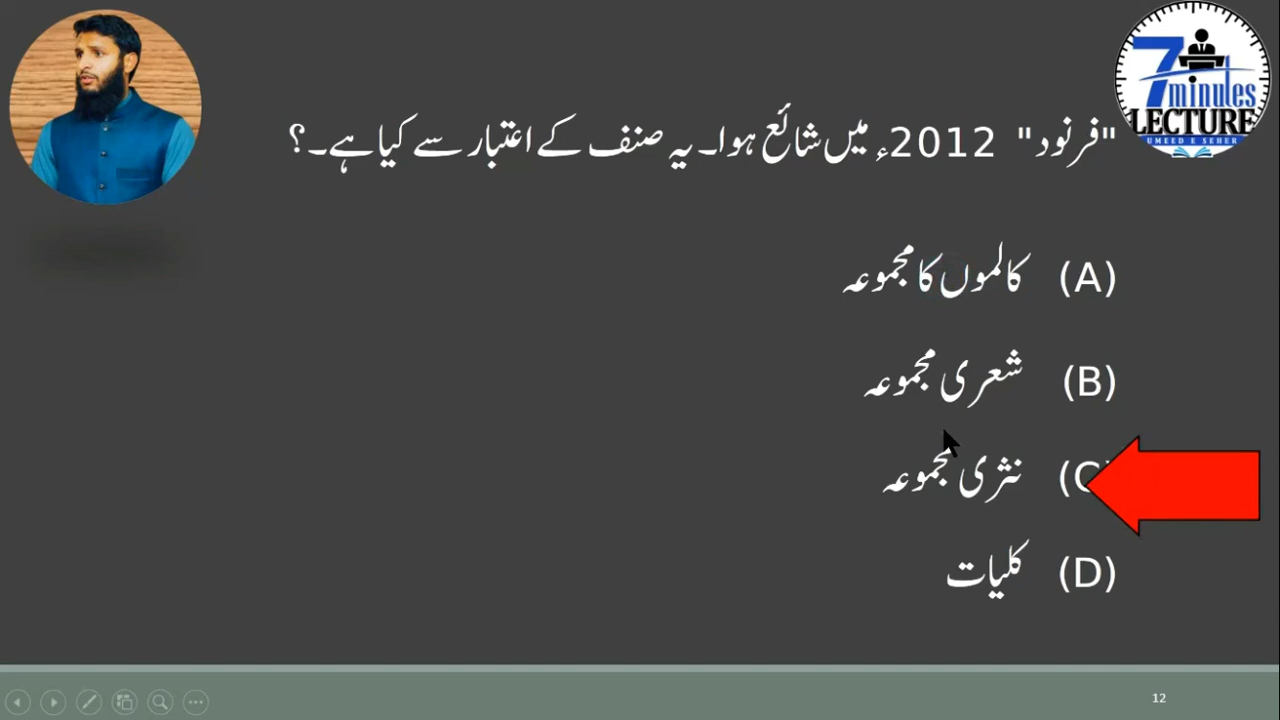 7
minutes
LECTURE
UMEED E SEHER
"فرنود" 2012ء میں شائع ہوا۔ یہ صنف کے اعتبار سے کیا ہے۔؟
(A) کالموں کا مجموعہ
(B) شعری مجموعہ
(C) نثری مجموعہ
(D) کلیات
12